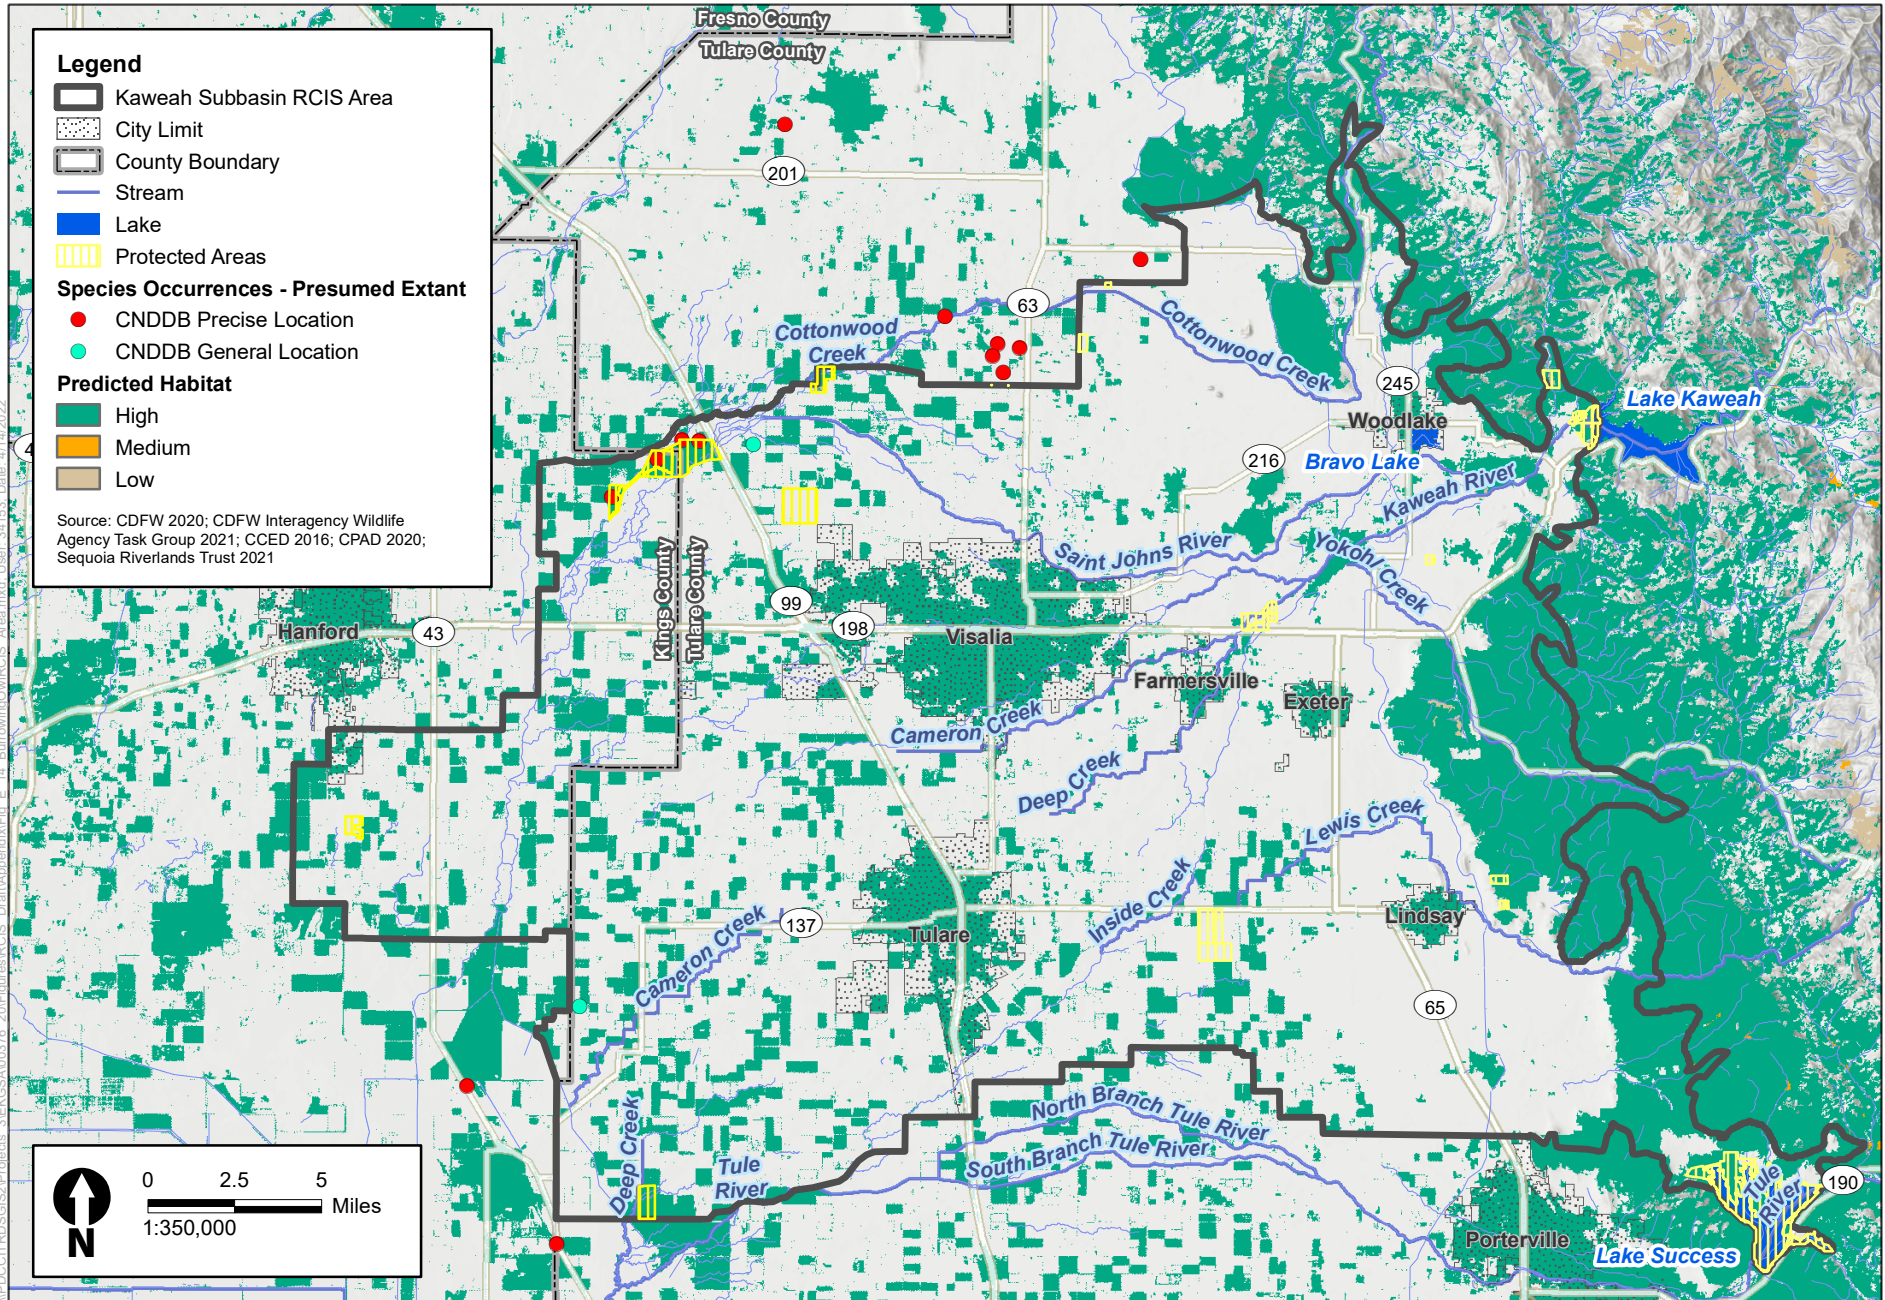 Fresno County
Tulare County
Legend
Kaweah Subbasin RCIS Area
City Limit
County Boundary
Stream
Lake
Protected Areas
Species Occurrences - Presumed Extant
CNDDB Precise Location
CNDDB General Location
Predicted Habitat
High
Medium
Low
Source: CDFW 2020; CDFW Interagency Wildlife
Agency Task Group 2021; CCED 2016; CPAD 2020;
Sequoia Riverlands Trust 2021
201
63
Cottonwood
Creek
Cottonwood Creek
245
Lake Kaweah
Woodlake
216
Bravo Lake
Kaweah River
Saint Johns River
Yokohl Creek
Kings County
Tulare County
99
198
Hanford
43
Visalia
Farmersville
Exeter
Cameron Creek
Deep Creek
Lewis Creek
Inside Creek
Lindsay
137
Tulare
Cameron Creek
65
North Branch Tule River
South Branch Tule River
Deep Creek
Tule
River
Tule
River
190
Porterville
Lake Success
0 2.5 5
Miles
1:350,000
N